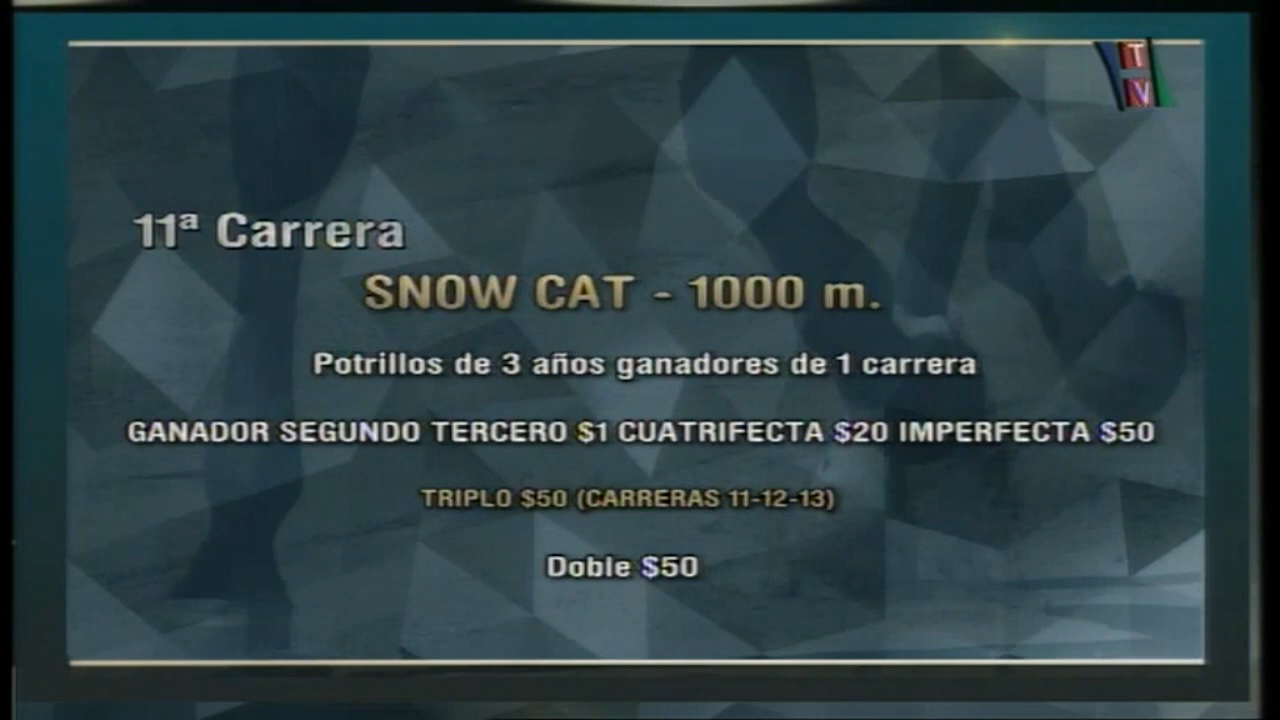 T
V
11ª Carrera
SNOW CAT - 1000 m.
Potrillos de 3 años ganadores de 1 carrera
GANADOR SEGUNDO TERCERO $1 CUATRIFECTA $20 IMPERFECTA $50
TRIPLO $50 (CARRERAS 11-12-13)
Doble $50